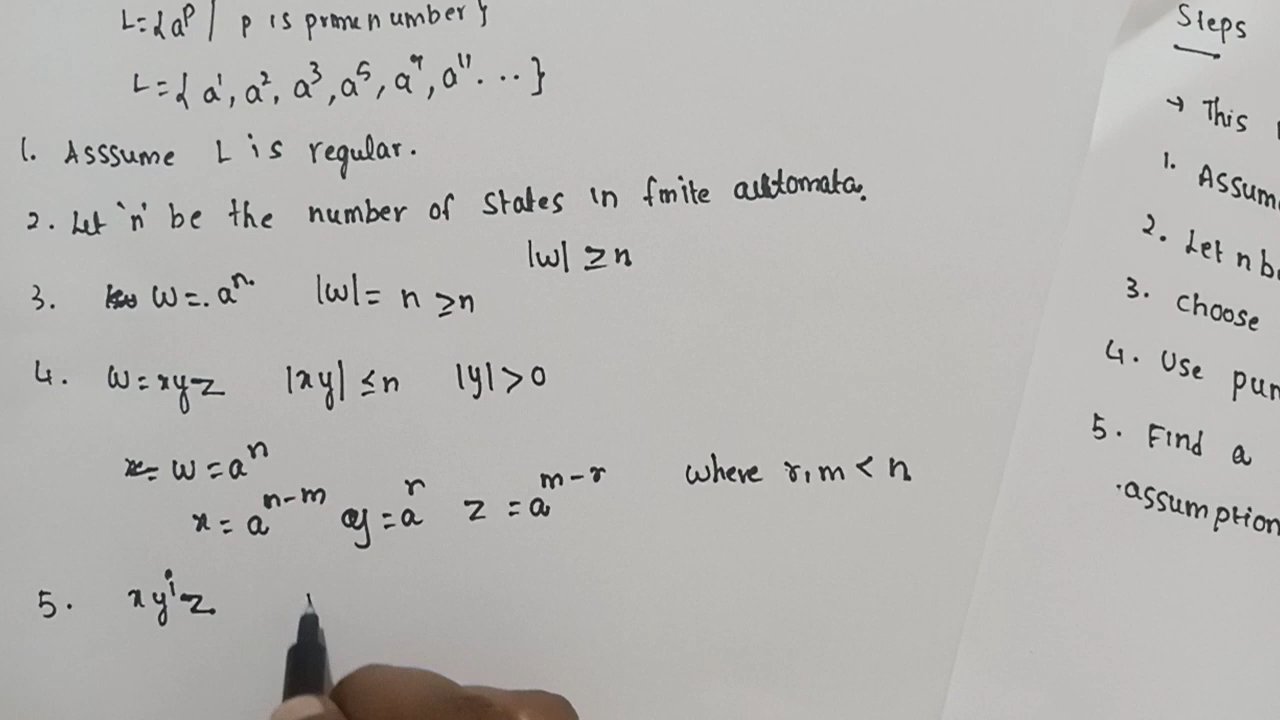 L={a^p | p is prime number}
L={a^1, a^2, a^3, a^5, a^7, a^11 ...}
1. Asssume L is regular.
2. Let 'n' be the number of states in finite automata.
|w| ≥ n
3. w = a^n. |w| = n ≥ n
4. w = xyz |xy| ≤ n |y| > 0
w = a^n
x = a^n-m y = a^r z = a^m-r where r,m < n
5. xy^iz
Steps
→ This
1. Assum
2. Let n be
3. Choose
4. Use pum
5. Find a
assumption